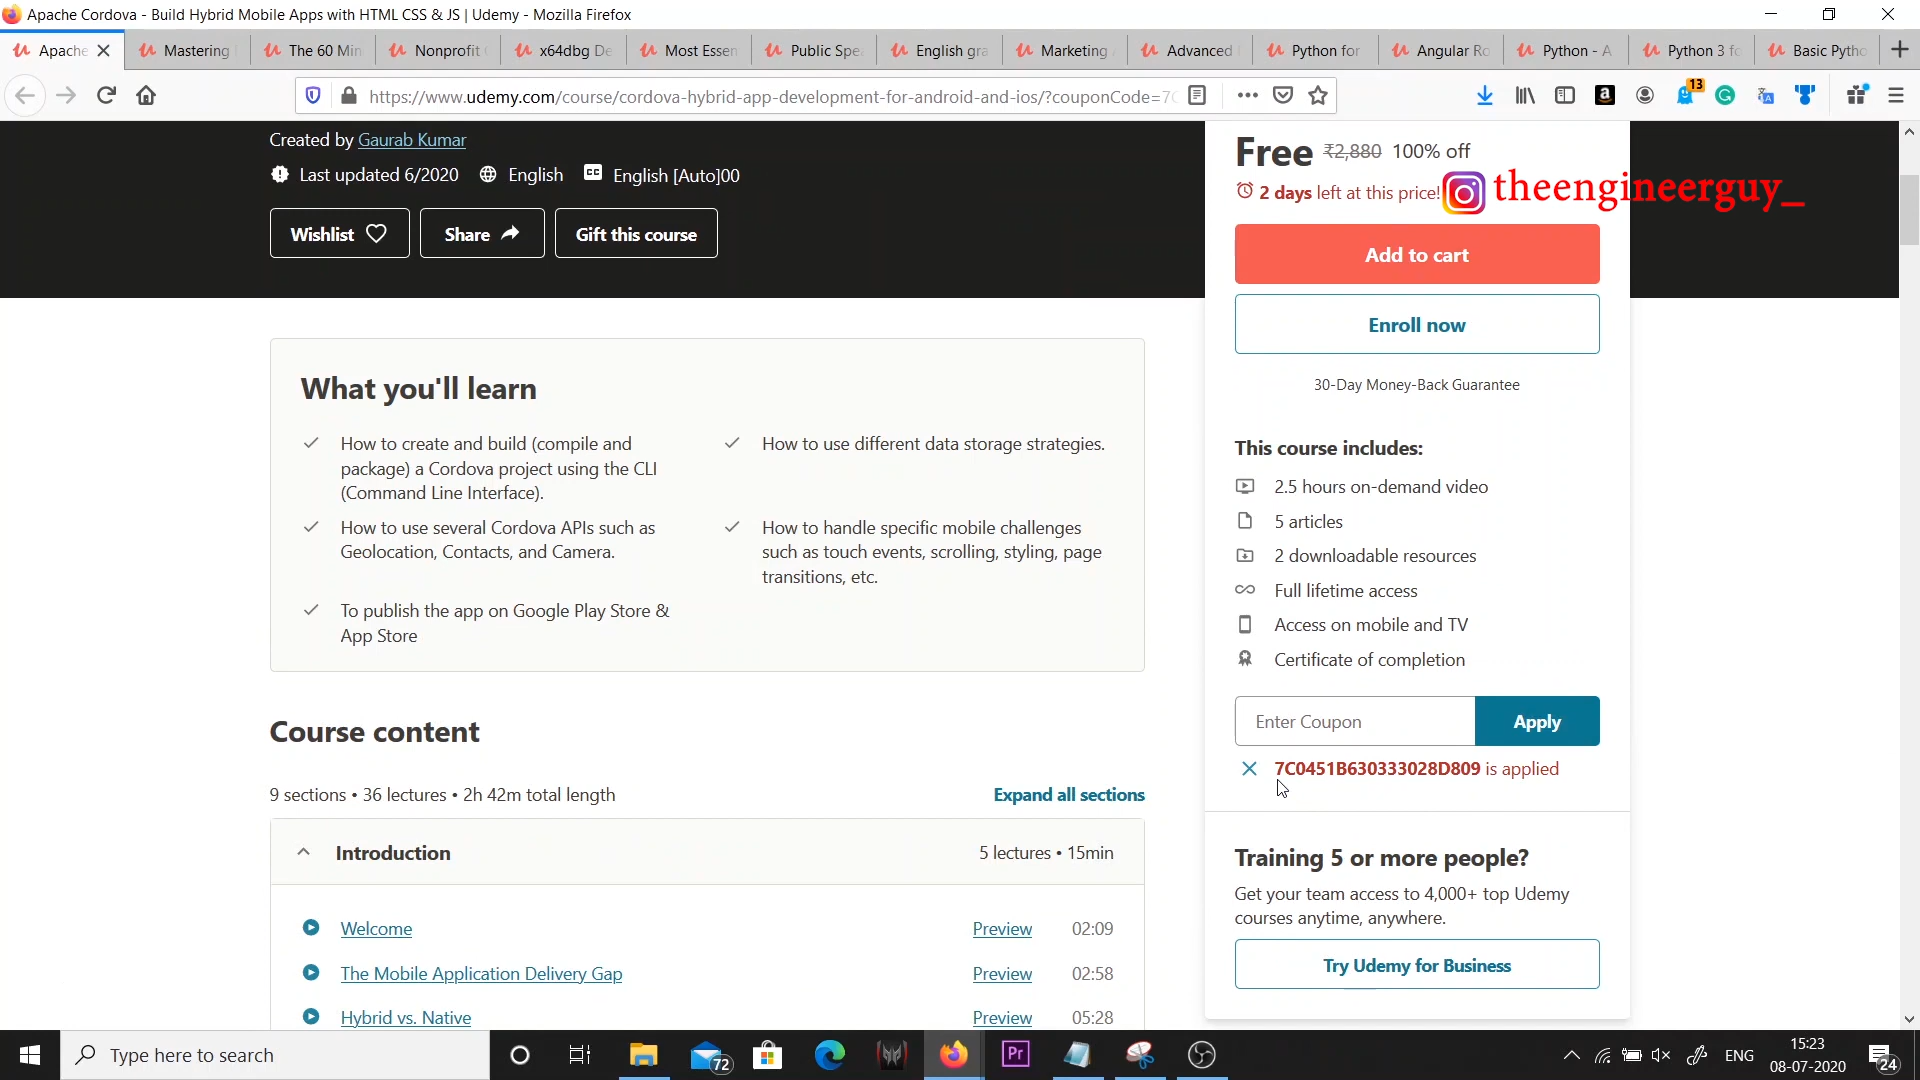 Apache Cordova - Build Hybrid Mobile Apps with HTML CSS & JS | Udemy - Mozilla Firefox
Apache
Mastering
The 60 Min
Nonprofit
x64dbg De
Most Essen
Public Spe
English gra
Marketing
Advanced
Python for
Angular Ro
Python - A
Python 3 fo
Basic Pytho
https://www.udemy.com/course/cordova-hybrid-app-development-for-android-and-ios/?couponCode=7C
13
Created by Gaurab Kumar
Last updated 6/2020 English English [Auto]00
Wishlist Share Gift this course
Free ₹2,880 100% off
2 days left at this price!
theengineerguy_
Add to cart
Enroll now
30-Day Money-Back Guarantee
This course includes:
2.5 hours on-demand video
5 articles
2 downloadable resources
Full lifetime access
Access on mobile and TV
Certificate of completion
Enter Coupon Apply
7C0451B630333028D809 is applied
Training 5 or more people?
Get your team access to 4,000+ top Udemy
courses anytime, anywhere.
Try Udemy for Business
What you'll learn
How to create and build (compile and
package) a Cordova project using the CLI
(Command Line Interface).
How to use different data storage strategies.
How to use several Cordova APIs such as
Geolocation, Contacts, and Camera.
How to handle specific mobile challenges
such as touch events, scrolling, styling, page
transitions, etc.
To publish the app on Google Play Store &
App Store
Course content
9 sections • 36 lectures • 2h 42m total length Expand all sections
Introduction 5 lectures • 15min
Welcome Preview 02:09
The Mobile Application Delivery Gap Preview 02:58
Hybrid vs. Native Preview 05:28
Type here to search
72
Pr
ENG
15:23
08-07-2020
24